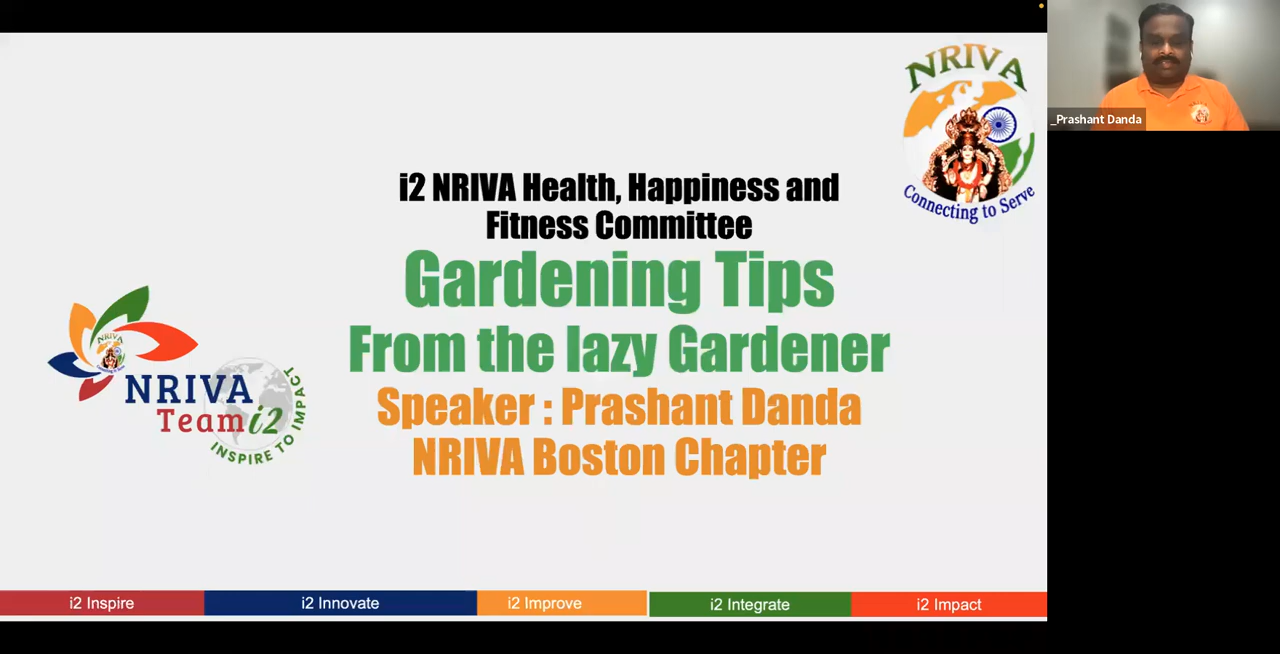 NRIVA
Connecting to Serve
_Prashant Danda
i2 NRIVA Health, Happiness and
Fitness Committee
Gardening Tips
From the lazy Gardener
Speaker : Prashant Danda
NRIVA Boston Chapter
NRIVA
NRIVA
Team i2
INSPIRE TO IMPACT
i2 Inspire
i2 Innovate
i2 Improve
i2 Integrate
i2 Impact